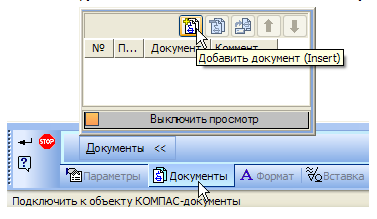 № П... Документ Коммент...
Добавить документ (Insert)
Выключить просмотр
STOP
Документы <<
Параметры Документы А Формат Вставка
Подключить к объекту КОМПАС-документы